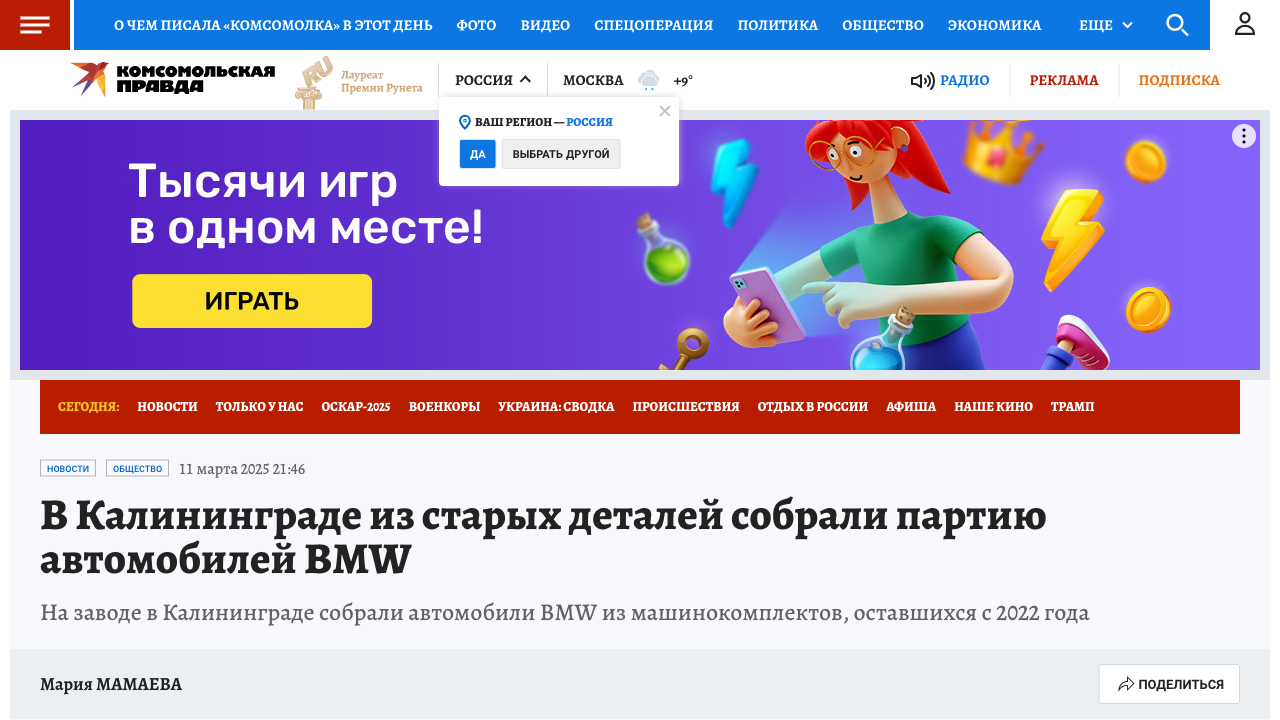 О ЧЕМ ПИСАЛА «КОМСОМОЛКА» В ЭТОТ ДЕНЬ ФОТО ВИДЕО СПЕЦОПЕРАЦИЯ ПОЛИТИКА ОБЩЕСТВО ЭКОНОМИКА ЕЩЕ
КОМСОМОЛЬСКАЯ
ПРАВДА
.RU
Лауреат
Премии Рунета
РОССИЯ МОСКВА +9° РАДИО РЕКЛАМА ПОДПИСКА
ВАШ РЕГИОН — РОССИЯ
ДА ВЫБРАТЬ ДРУГОЙ
Тысячи игр
в одном месте!
ИГРАТЬ
СЕГОДНЯ: НОВОСТИ ТОЛЬКО У НАС ОСКАР-2025 ВОЕНКОРЫ УКРАИНА: СВОДКА ПРОИСШЕСТВИЯ ОТДЫХ В РОССИИ АФИША НАШЕ КИНО ТРАМП
НОВОСТИ ОБЩЕСТВО 11 марта 2025 21:46
В Калининграде из старых деталей собрали партию
автомобилей BMW
На заводе в Калининграде собрали автомобили BMW из машинокомплектов, оставшихся с 2022 года
Мария МАМАЕВА ПОДЕЛИТЬСЯ